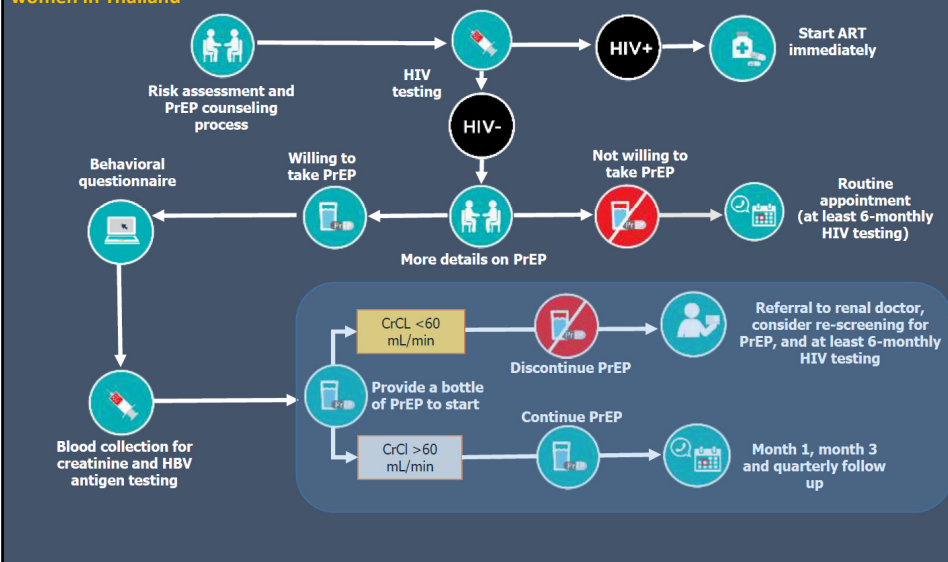 women in Thailand
Risk assessment and
PrEP counseling
process
HIV
testing
HIV+
Start ART
immediately
HIV-
Behavioral
questionnaire
Willing to
take PrEP
More details on PrEP
Not willing to
take PrEP
Routine
appointment
(at least 6-monthly
HIV testing)
Blood collection for
creatinine and HBV
antigen testing
Provide a bottle
of PrEP to start
CrCL <60
mL/min
Discontinue PrEP
Referral to renal doctor,
consider re-screening for
PrEP, and at least 6-monthly
HIV testing
CrCl >60
mL/min
Continue PrEP
Month 1, month 3
and quarterly follow
up